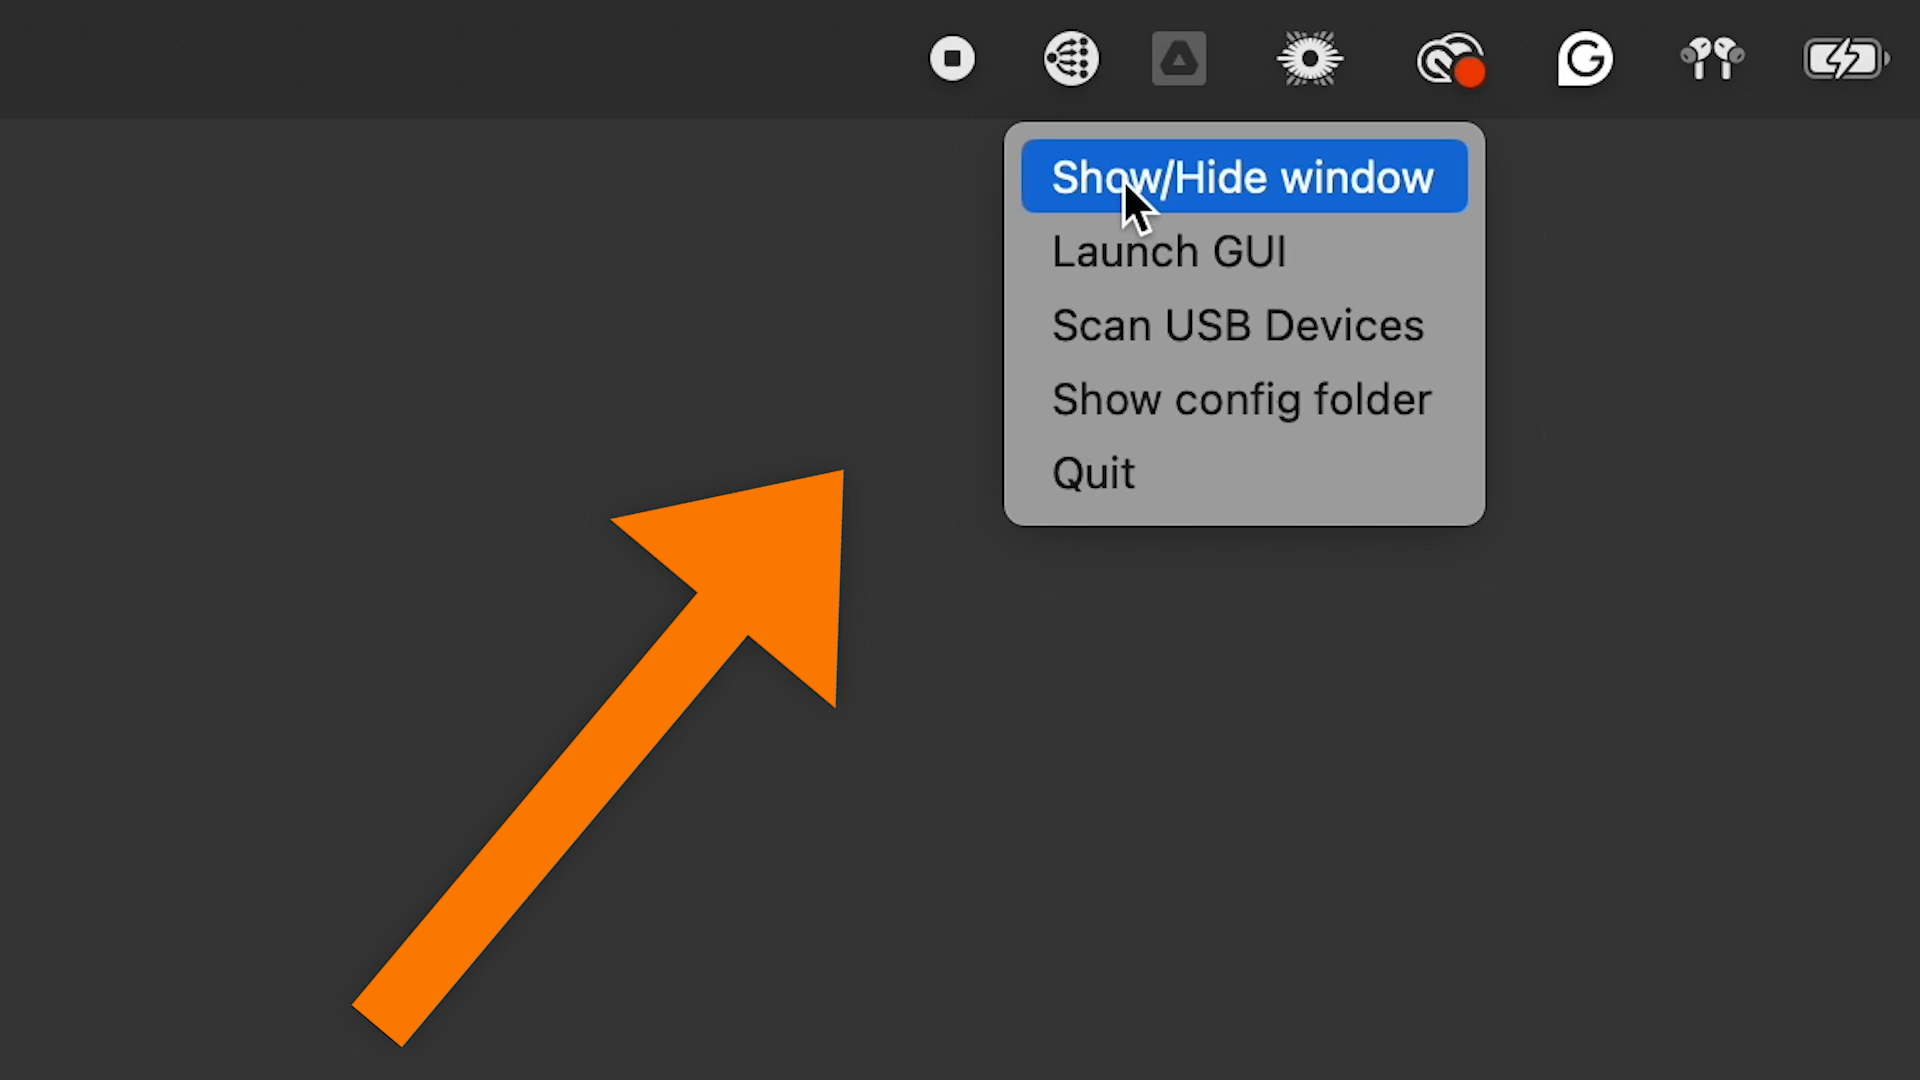 Show/Hide window
Launch GUI
Scan USB Devices
Show config folder
Quit